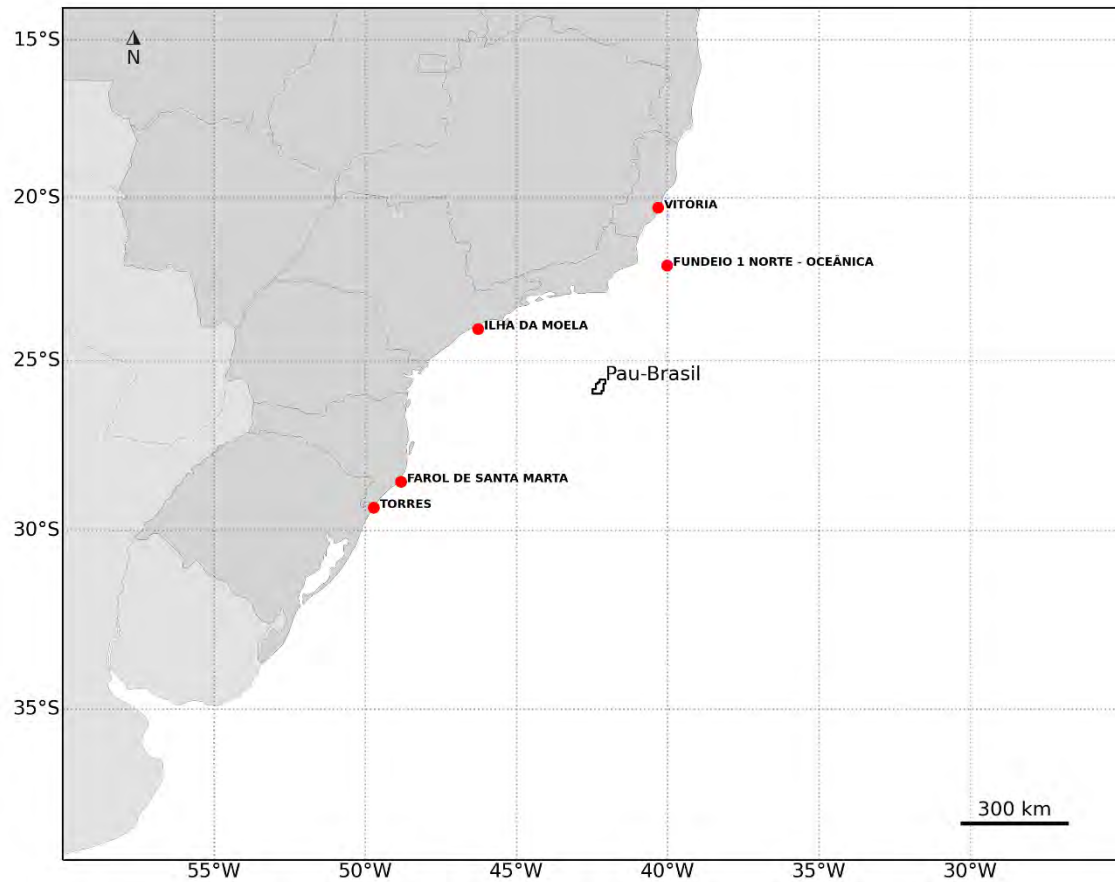 15°S
N
20°S
VITÓRIA
FUNDEIO 1 NORTE - OCEÂNICA
ILHA DA MOELA
25°S
Pau-Brasil
FAROL DE SANTA MARTA
TORRES
30°S
35°S
300 km
55°W 50°W 45°W 40°W 35°W 30°W